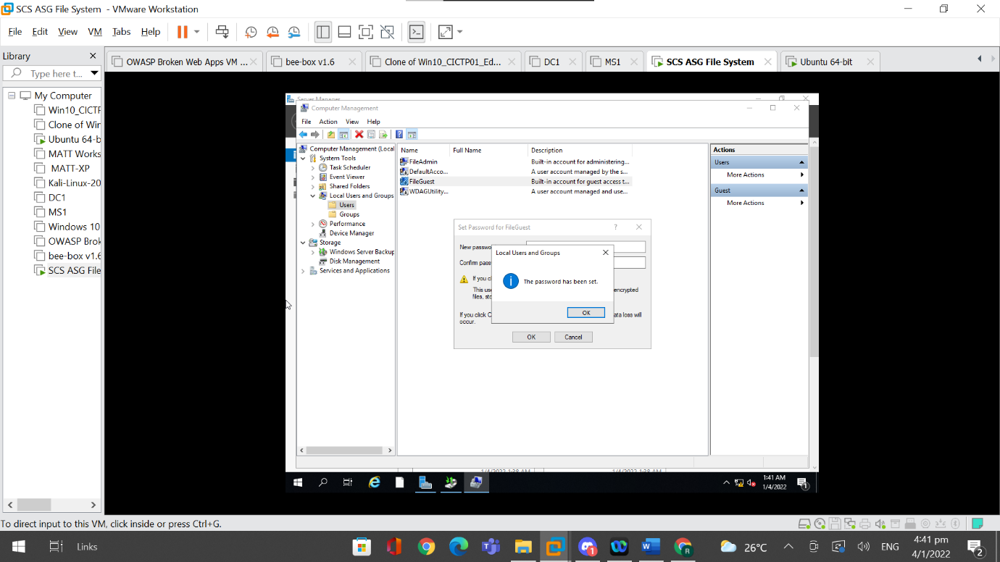 SCS ASG File System - VMware Workstation
File Edit View VM Tabs Help
Library
Type here t...
OWASP Broken Web Apps VM ...
bee-box v1.6
Clone of Win10_CICTP01_Ed...
DC1
MS1
SCS ASG File System
Ubuntu 64-bit
My Computer
Win10_CICTF
Clone of Wir
Ubuntu 64-b
MATT Works
MATT-XP
Kali-Linux-20
DC1
MS1
Windows 10
OWASP Brok
bee-box v1.6
SCS ASG File
Server Manager
Computer Management
File Action View Help
Computer Management (Local
System Tools
Task Scheduler
Event Viewer
Shared Folders
Local Users and Groups
Users
Groups
Performance
Device Manager
Storage
Windows Server Backup
Disk Management
Services and Applications
Name Full Name Description
FileAdmin Built-in account for administering...
DefaultAcco... A user account managed by the s...
FileGuest Built-in account for guest access t...
WDAGUtility... A user account managed and use...
Actions
Users
More Actions
Guest
More Actions
Set Password for FileGuest
New passwo
Confirm pass
If you cl
This use
encrypted
files, sto
If you click C
ata loss will
occur.
OK Cancel
Local Users and Groups
The password has been set.
OK
1/4/2022 1:38 AM 1/4/2022 1:38 AM
1:41 AM
1/4/2022
1
To direct input to this VM, click inside or press Ctrl+G.
Links
1
R
26°C
ENG
4:41 pm
4/1/2022
2